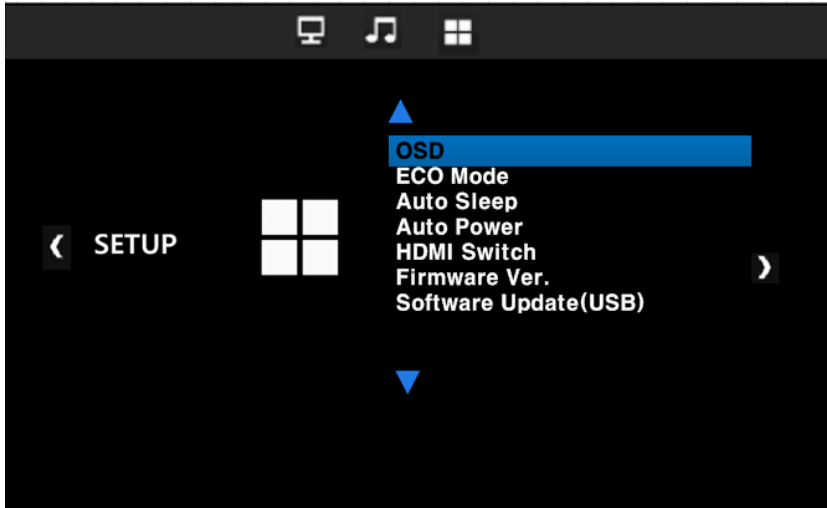 SETUP
OSD
ECO Mode
Auto Sleep
Auto Power
HDMI Switch
Firmware Ver.
Software Update(USB)